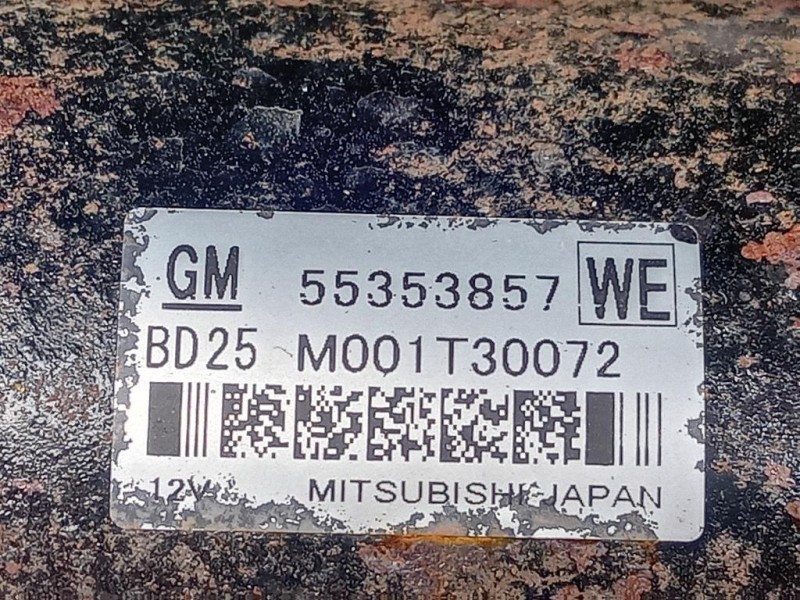 GM 55353857 WE
BD25 M001T30072
12V MITSUBISHI JAPAN